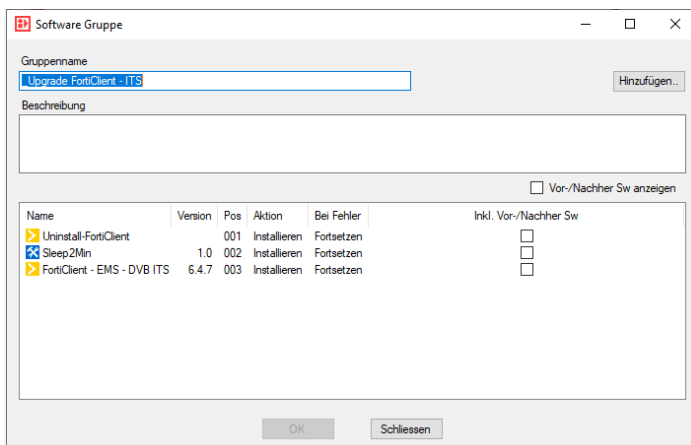 Software Gruppe
Gruppenname
_Upgrade FortiClient - ITS
Hinzufügen..
Beschreibung
Vor-/Nachher Sw anzeigen
Name Version Pos Aktion Bei Fehler Inkl. Vor-/Nachher Sw
Uninstall-FortiClient 001 Installieren Fortsetzen
Sleep2Min 1.0 002 Installieren Fortsetzen
FortiClient - EMS - DVB ITS 6.4.7 003 Installieren Fortsetzen
OK Schliessen